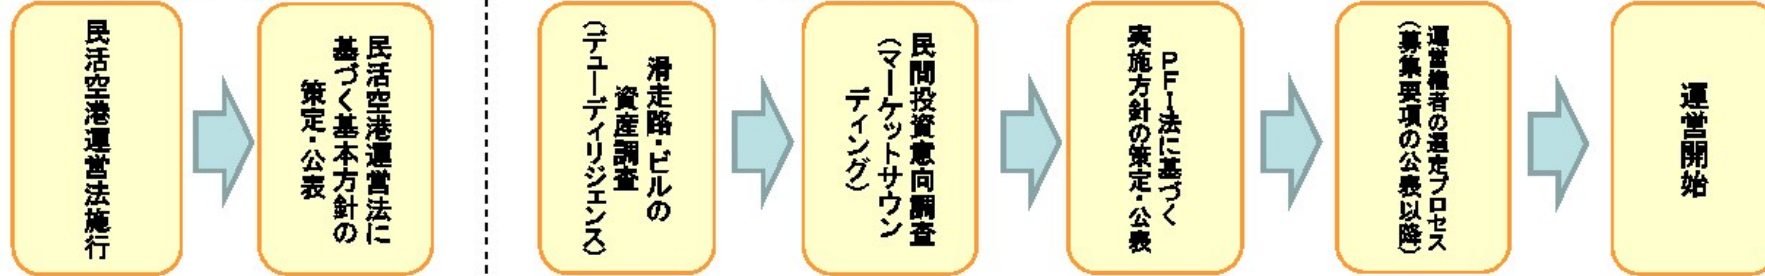 民活空港運営法施行
民活空港運営法に
基づく基本方針の
策定・公表
滑走路・ビルの
資産調査
（デューディリジェンス）
民間投資意向調査
（マーケットサウン
ディング）
ＰＦＩ法に基づく
実施方針の策定・公表
運営権者の選定プロセス
（募集要項の公表以降）
運営開始